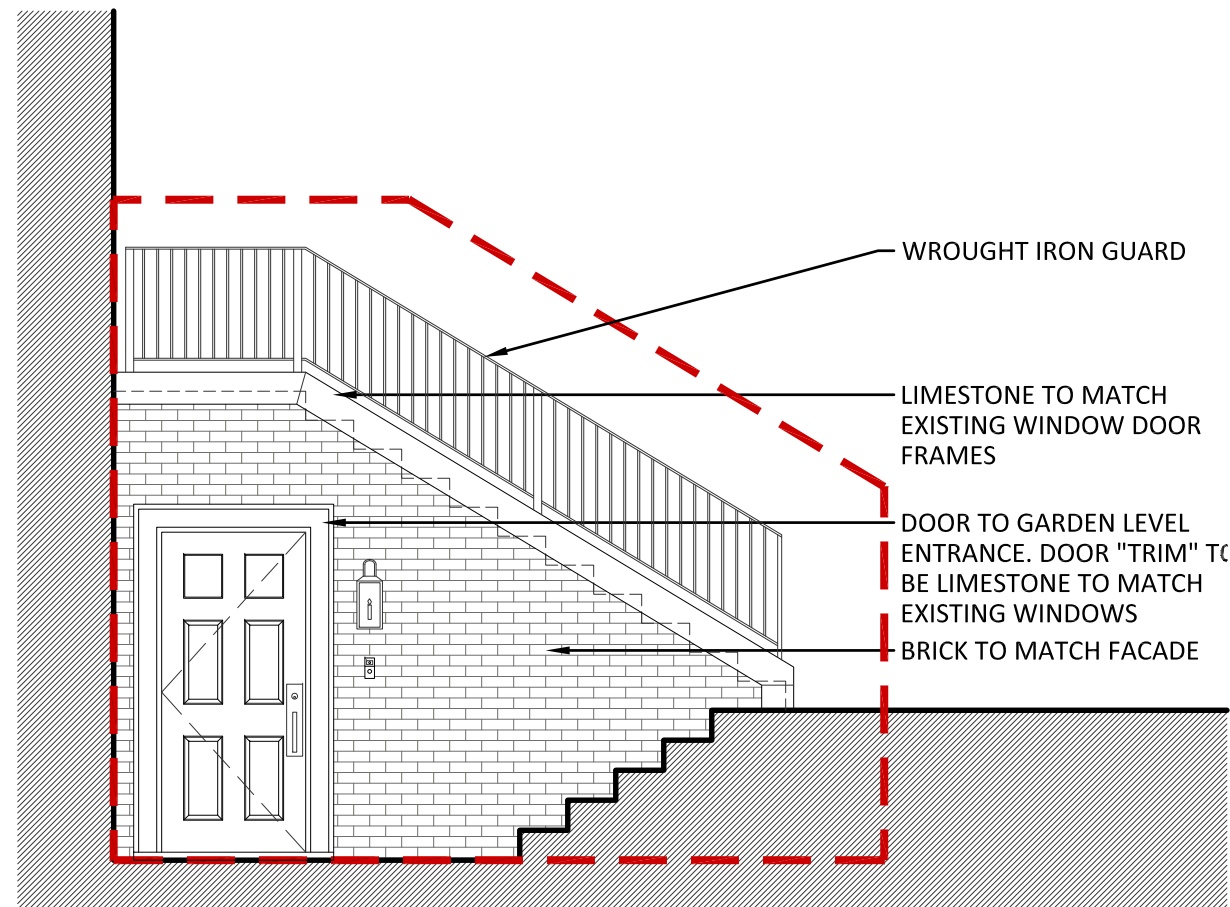 WROUGHT IRON GUARD
LIMESTONE TO MATCH
EXISTING WINDOW DOOR
FRAMES
DOOR TO GARDEN LEVEL
ENTRANCE. DOOR "TRIM" TO
BE LIMESTONE TO MATCH
EXISTING WINDOWS
BRICK TO MATCH FACADE